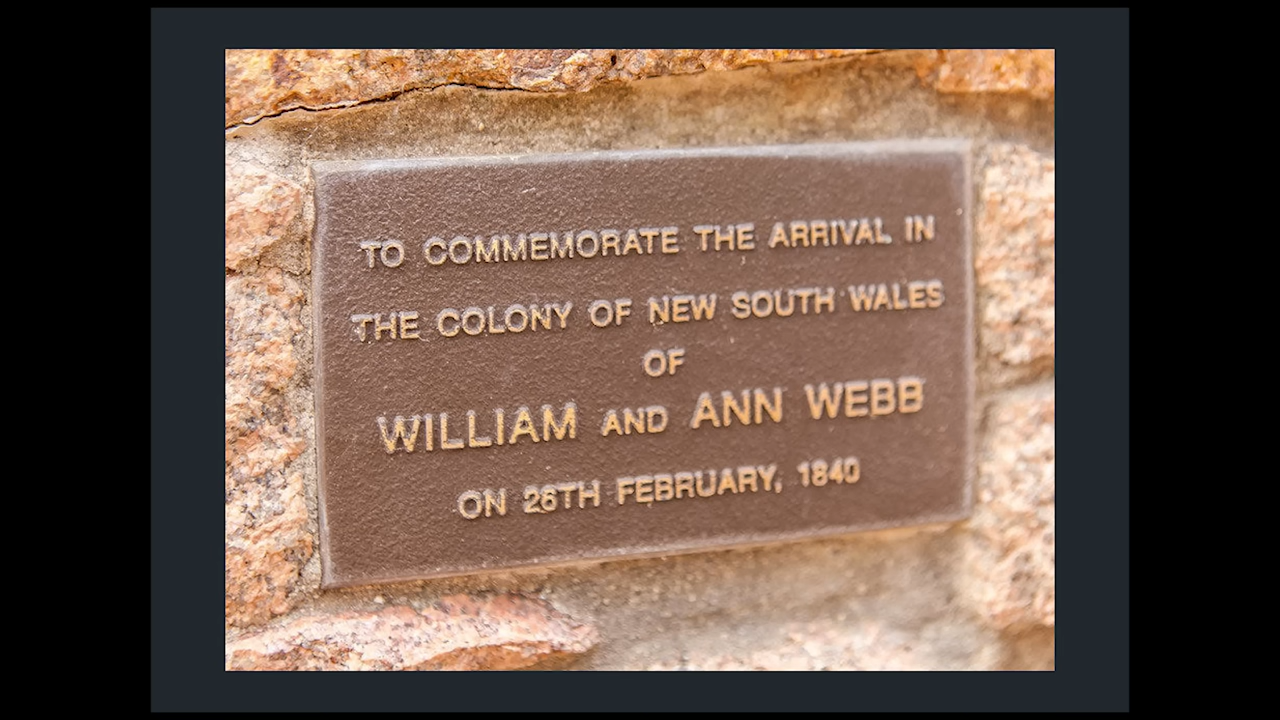 TO COMMEMORATE THE ARRIVAL IN
THE COLONY OF NEW SOUTH WALES
OF
WILLIAM AND ANN WEBB
ON 26TH FEBRUARY, 1840